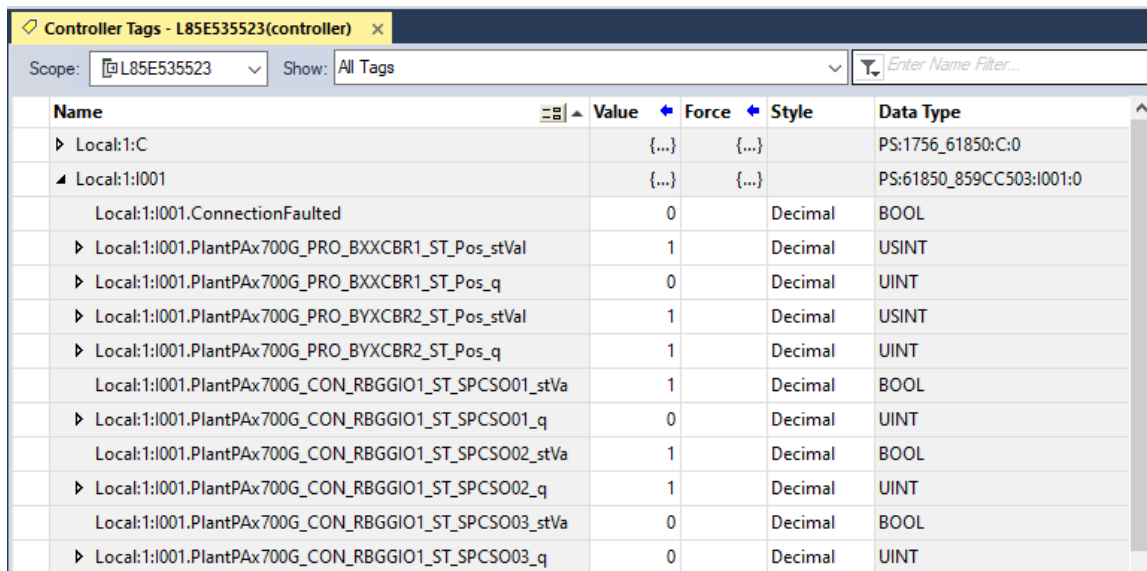 Controller Tags - L85E535523(controller) ×
Scope: L85E535523 Show: All Tags Enter Name Filter...
Name Value Force Style Data Type
Local:1:C {...} {...} PS:1756_61850:C:0
Local:1:I001 {...} {...} PS:61850_859CC503:I001:0
Local:1:I001.ConnectionFaulted 0 Decimal BOOL
Local:1:I001.PlantPAx700G_PRO_BXXCBR1_ST_Pos_stVal 1 Decimal USINT
Local:1:I001.PlantPAx700G_PRO_BXXCBR1_ST_Pos_q 0 Decimal UINT
Local:1:I001.PlantPAx700G_PRO_BYXCBR2_ST_Pos_stVal 1 Decimal USINT
Local:1:I001.PlantPAx700G_PRO_BYXCBR2_ST_Pos_q 1 Decimal UINT
Local:1:I001.PlantPAx700G_CON_RBGGIO1_ST_SPCSO01_stVa 1 Decimal BOOL
Local:1:I001.PlantPAx700G_CON_RBGGIO1_ST_SPCSO01_q 0 Decimal UINT
Local:1:I001.PlantPAx700G_CON_RBGGIO1_ST_SPCSO02_stVa 1 Decimal BOOL
Local:1:I001.PlantPAx700G_CON_RBGGIO1_ST_SPCSO02_q 1 Decimal UINT
Local:1:I001.PlantPAx700G_CON_RBGGIO1_ST_SPCSO03_stVa 0 Decimal BOOL
Local:1:I001.PlantPAx700G_CON_RBGGIO1_ST_SPCSO03_q 0 Decimal UINT